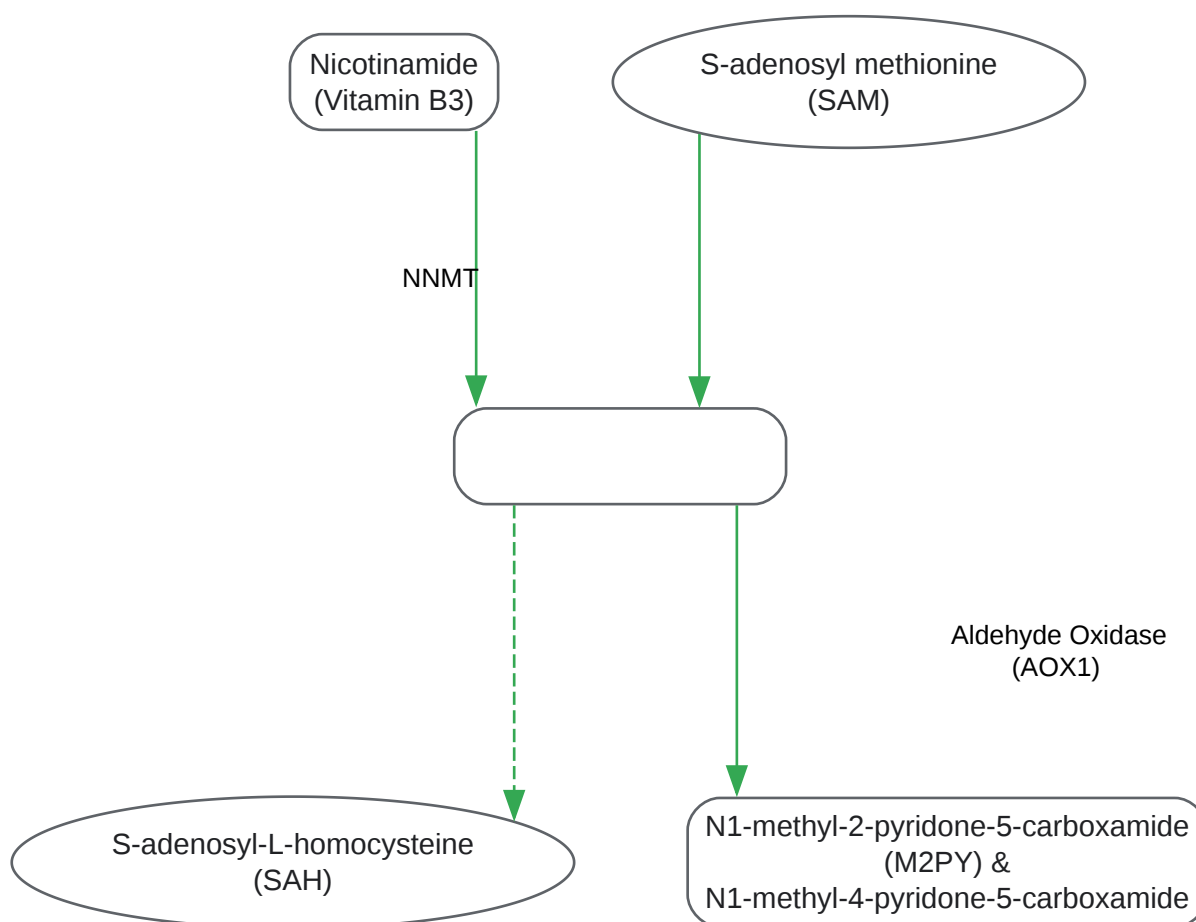 Nicotinamide
(Vitamin B3)
S-adenosyl methionine
(SAM)
NNMT
Aldehyde Oxidase
(AOX1)
S-adenosyl-L-homocysteine
(SAH)
N1-methyl-2-pyridone-5-carboxamide
(M2PY) &
N1-methyl-4-pyridone-5-carboxamide